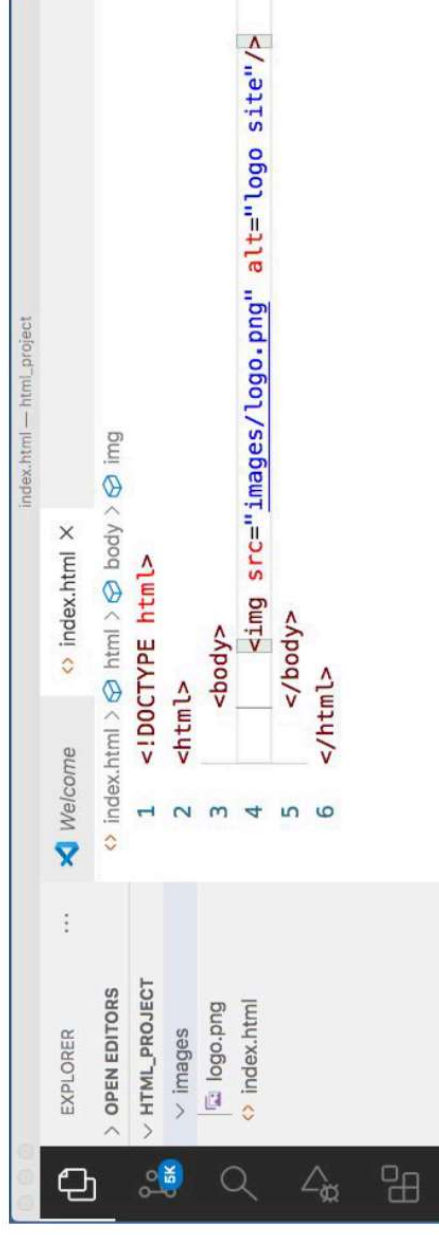 index.html — html_project
EXPLORER ...
Welcome
index.html
OPEN EDITORS
HTML_PROJECT
images
logo.png
index.html
5K
index.html > html > body > img
1 <!DOCTYPE html>
2 <html>
3 <body>
4 <img src="images/logo.png" alt="logo site"/>
5 </body>
6 </html>